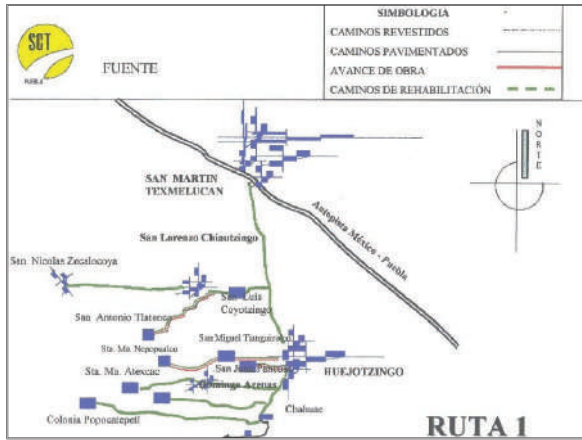 SIMBOLOGIA
CAMINOS REVESTIDOS
CAMINOS PAVIMENTADOS
AVANCE DE OBRA
CAMINOS DE REHABILITACIÓN
SCT
PUEBLA
FUENTE
NORTE
SAN MARTIN
TEXMELUCAN
Autopista México - Puebla
San Lorenzo Chiautzingo
San Nicolas Zecalocoya
San Luis
Coyotzingo
San Antonio Tlatenco
San Miguel Tianguizolco
Sta. Ma. Nepopualco
San Juan Pancoac
HUEJOTZINGO
Sta. Ma. Atexcac
Domingo Arenas
Chahuac
Colonia Popocatepetl
RUTA 1